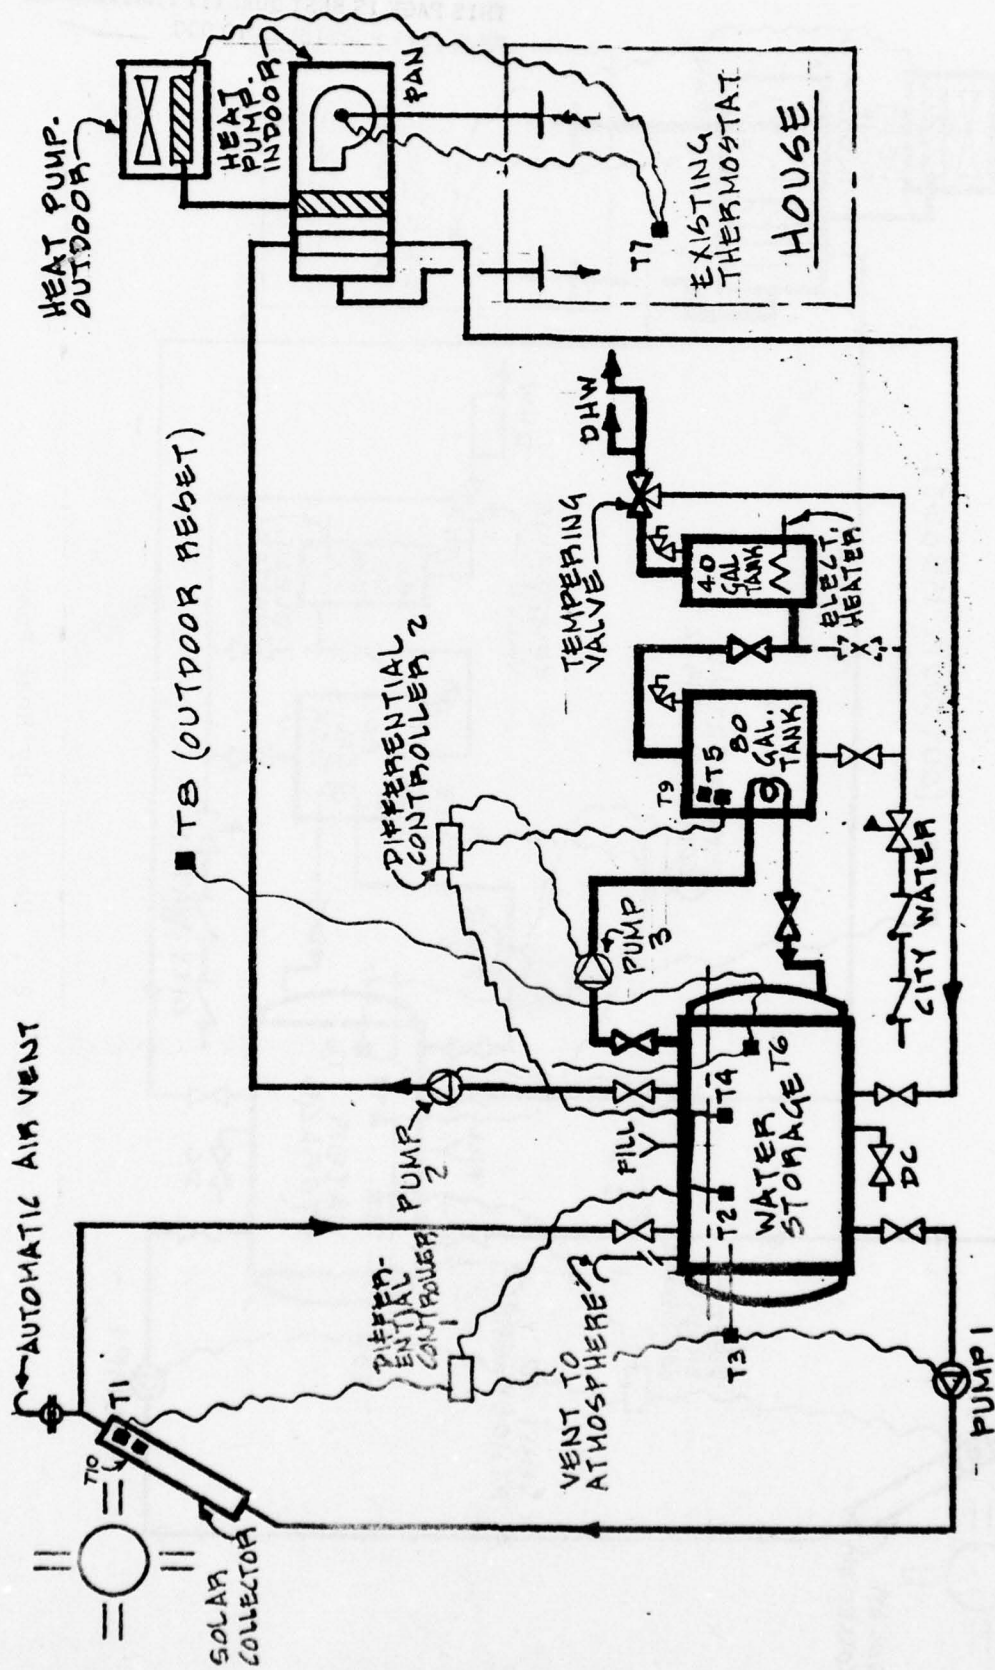 AUTOMATIC AIR VENT
T8 (OUTDOOR RESET)
HEAT PUMP.
OUTDOOR
HEAT
PUMP.
INDOOR
FAN
T10
T1
SOLAR
COLLECTOR
DIFFER-
ENTIAL
CONTROLLER
1
PUMP
2
DIFFERENTIAL
CONTROLLER 2
TEMPERING
VALVE
DHW
T7
EXISTING
THERMOSTAT
HOUSE
VENT TO
ATMOSPHERE
FILL
PUMP
3
T9
T5
80
GAL.
TANK
40
GAL
TANK
ELECT.
HEATER
T3
T2
T4
T6
WATER
STORAGE
DC
CITY WATER
PUMP 1